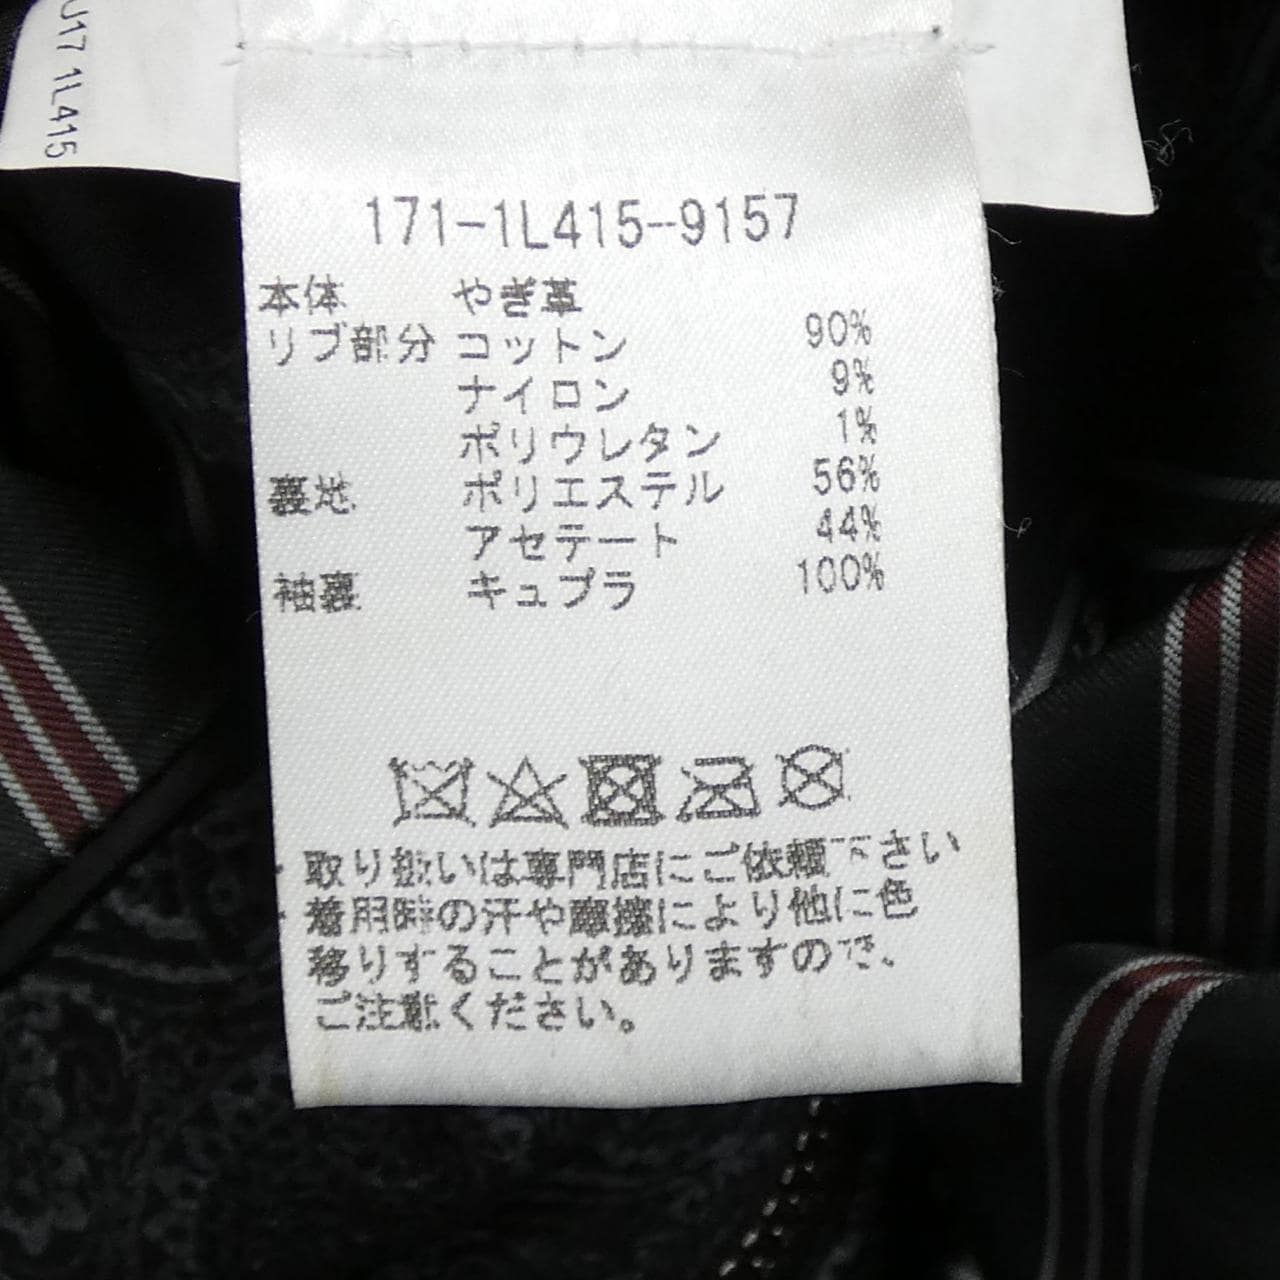 U17 1L415
171-1L415-9157
本体 やぎ革
リブ部分 コットン 90%
ナイロン 9%
ポリウレタン 1%
裏地 ポリエステル 56%
アセテート 44%
袖裏 キュプラ 100%
・取り扱いは専門店にご依頼下さい
・着用時の汗や摩擦により他に色
移りすることがありますので、
ご注意ください。